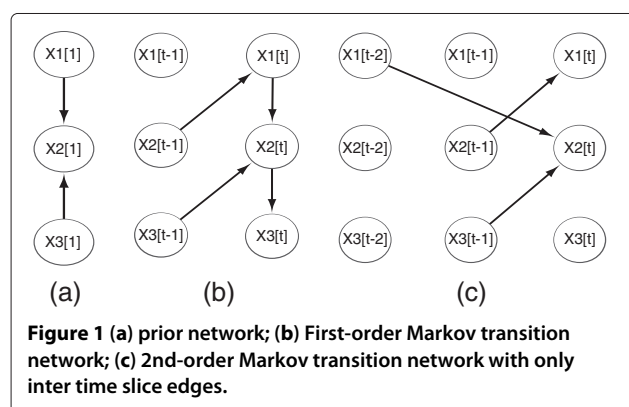 X1[1] X1[t-1] X1[t] X1[t-2] X1[t-1] X1[t]
X2[1] X2[t-1] X2[t] X2[t-2] X2[t-1] X2[t]
X3[1] X3[t-1] X3[t] X3[t-2] X3[t-1] X3[t]
(a) (b) (c)
Figure 1 (a) prior network; (b) First-order Markov transition
network; (c) 2nd-order Markov transition network with only
inter time slice edges.